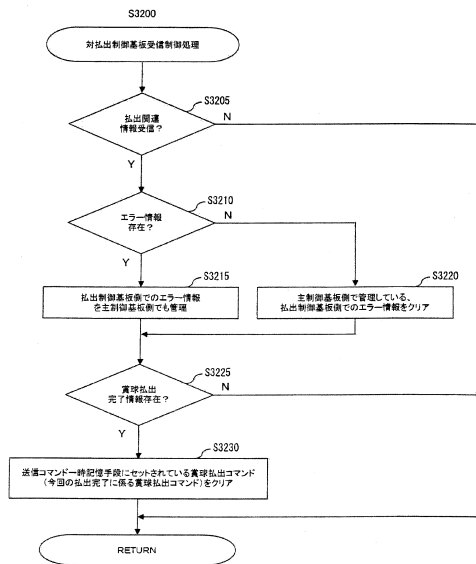 S3200
対払出制御基板受信制御処理
S3205
払出関連
情報受信?
N
Y
S3210
エラー情報
存在?
N
Y
S3215
払出制御基板側でのエラー情報
を主制御基板側でも管理
S3220
主制御基板側で管理している、
払出制御基板側でのエラー情報をクリア
S3225
賞球払出
完了情報存在?
N
Y
S3230
送信コマンド一時記憶手段にセットされている賞球払出コマンド
(今回の払出完了に係る賞球払出コマンド)をクリア
RETURN